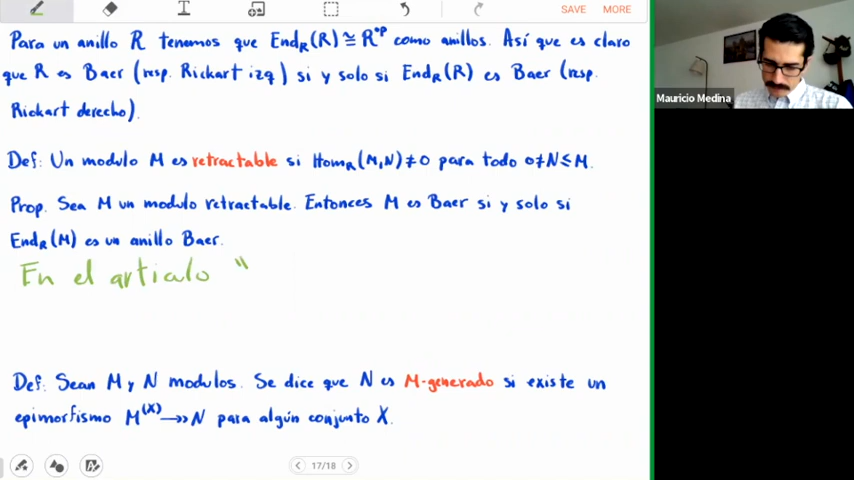 SAVE MORE
Para un anillo R tenemos que End_R(R) ≅ R^op como anillos. Así que es claro
que R es Baer (resp. Rickart izq) si y solo si End_R(R) es Baer (resp.
Rickart derecho).
Def: Un modulo M es retractable si Hom_R(M,N)≠0 para todo 0≠N≤M.
Prop. Sea M un modulo retractable. Entonces M es Baer si y solo si
End_R(M) es un anillo Baer.
En el articulo "
Def: Sean M y N modulos. Se dice que N es M-generado si existe un
epimorfismo M^(X) →» N para algún conjunto X.
17/18
Mauricio Medina